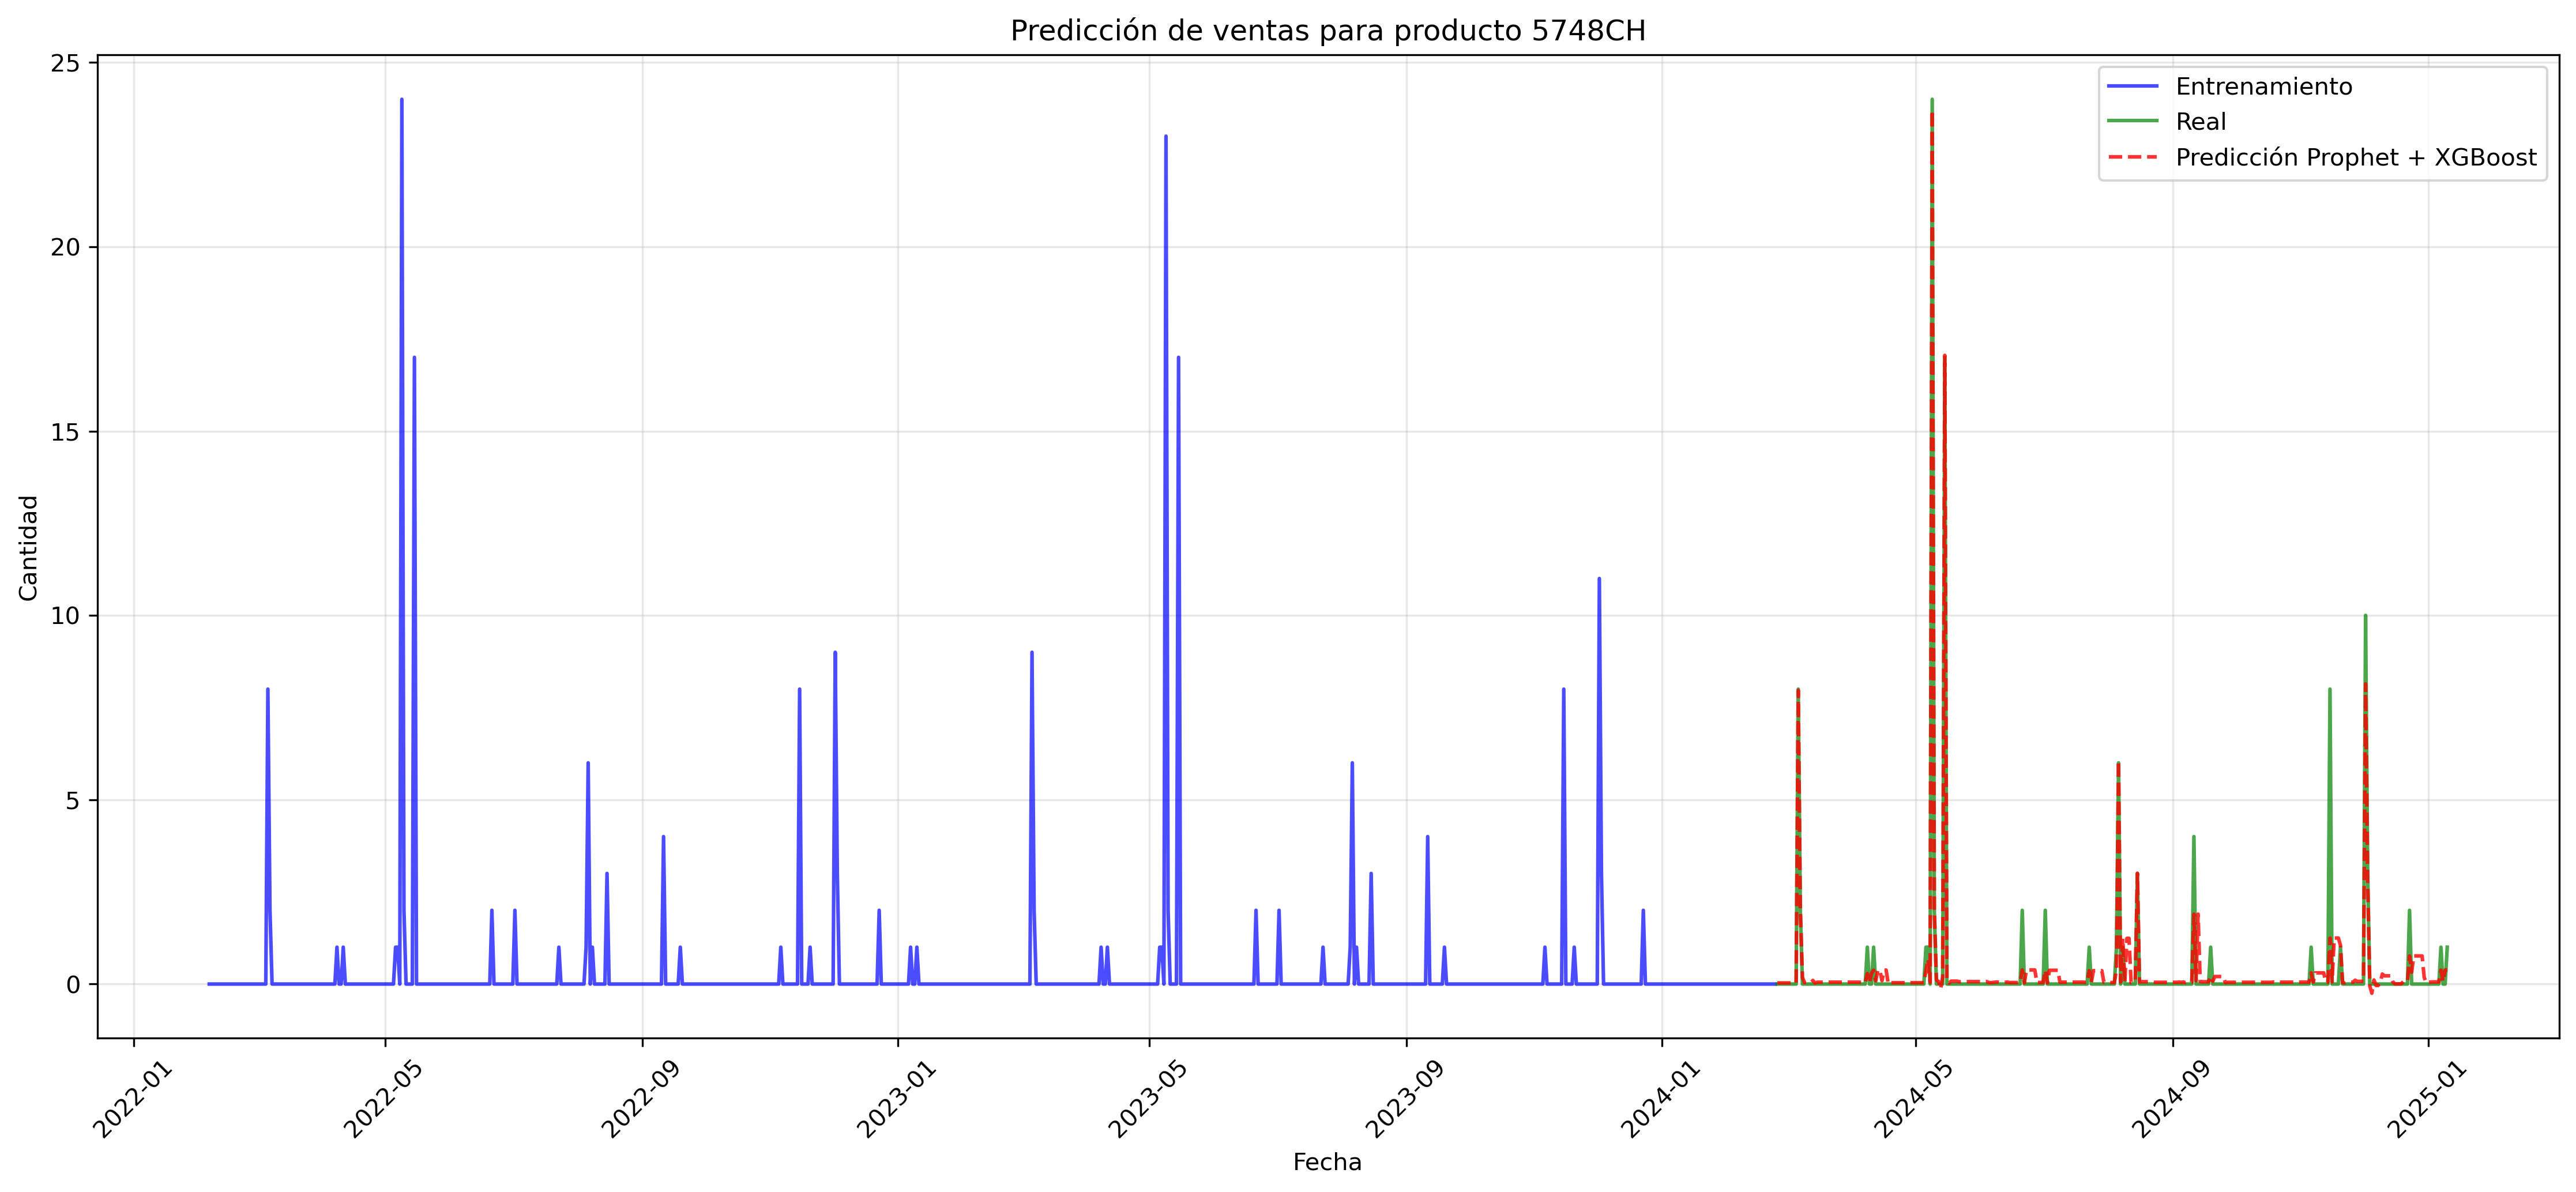 Predicción de ventas para producto 5748CH
Entrenamiento
Real
Predicción Prophet + XGBoost
Cantidad
25
20
15
10
5
0
2022-01
2022-05
2022-09
2023-01
2023-05
2023-09
2024-01
2024-05
2024-09
2025-01
Fecha